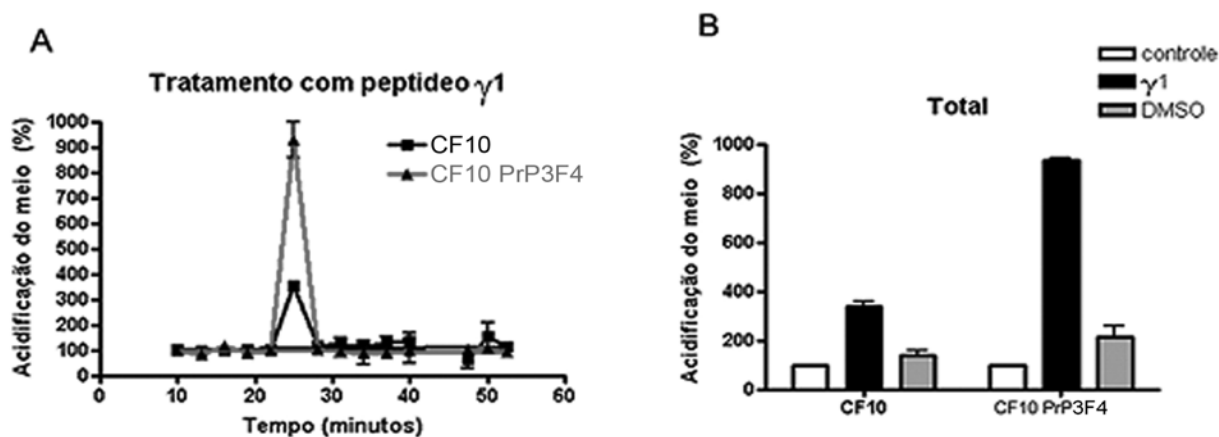 A
Tratamento com peptideo γ1
Acidificação do meio (%)
1000
900
800
700
600
500
400
300
200
100
0
CF10
CF10 PrP3F4
0 10 20 30 40 50 60
Tempo (minutos)
B
controle
γ1
DMSO
Total
Acidificação do meio (%)
1000
800
600
400
200
0
CF10 CF10 PrP3F4